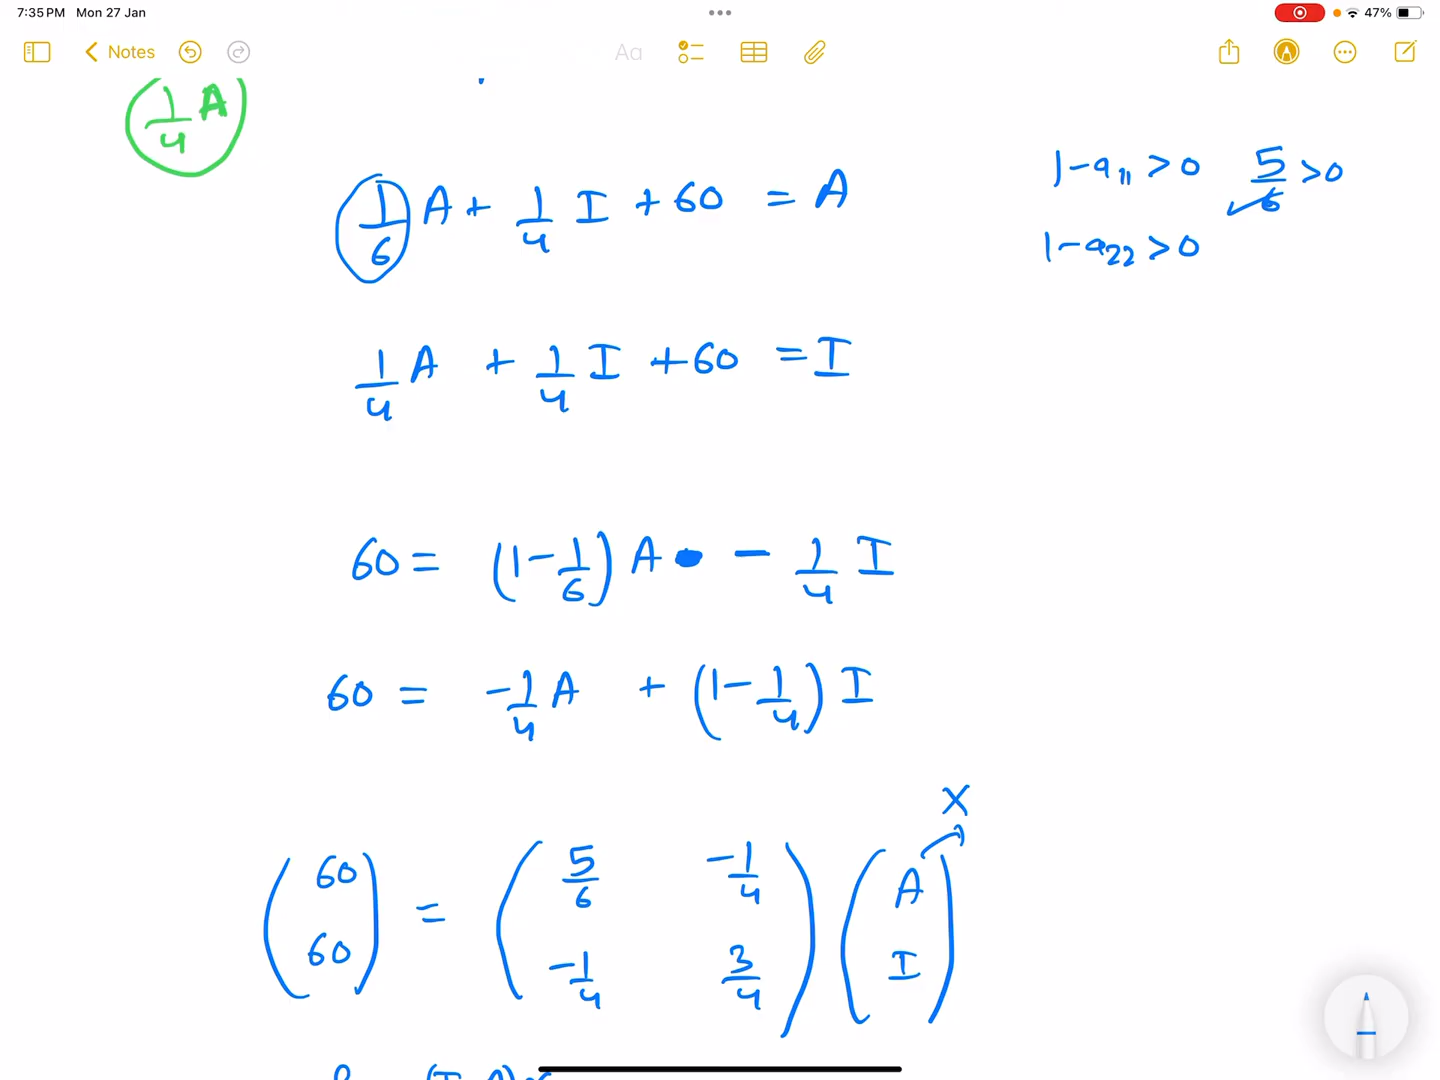 7:35 PM Mon 27 Jan 47%
Notes Aa
1/4 A
1/6 A + 1/4 I + 60 = A
1 - a₁₁ > 0 5/6 > 0
1 - a₂₂ > 0
1/4 A + 1/4 I + 60 = I
60 = (1 - 1/6) A - 1/4 I
60 = -1/4 A + (1 - 1/4) I
X
(60 60) = (5/6 -1/4 -1/4 3/4) (A I)